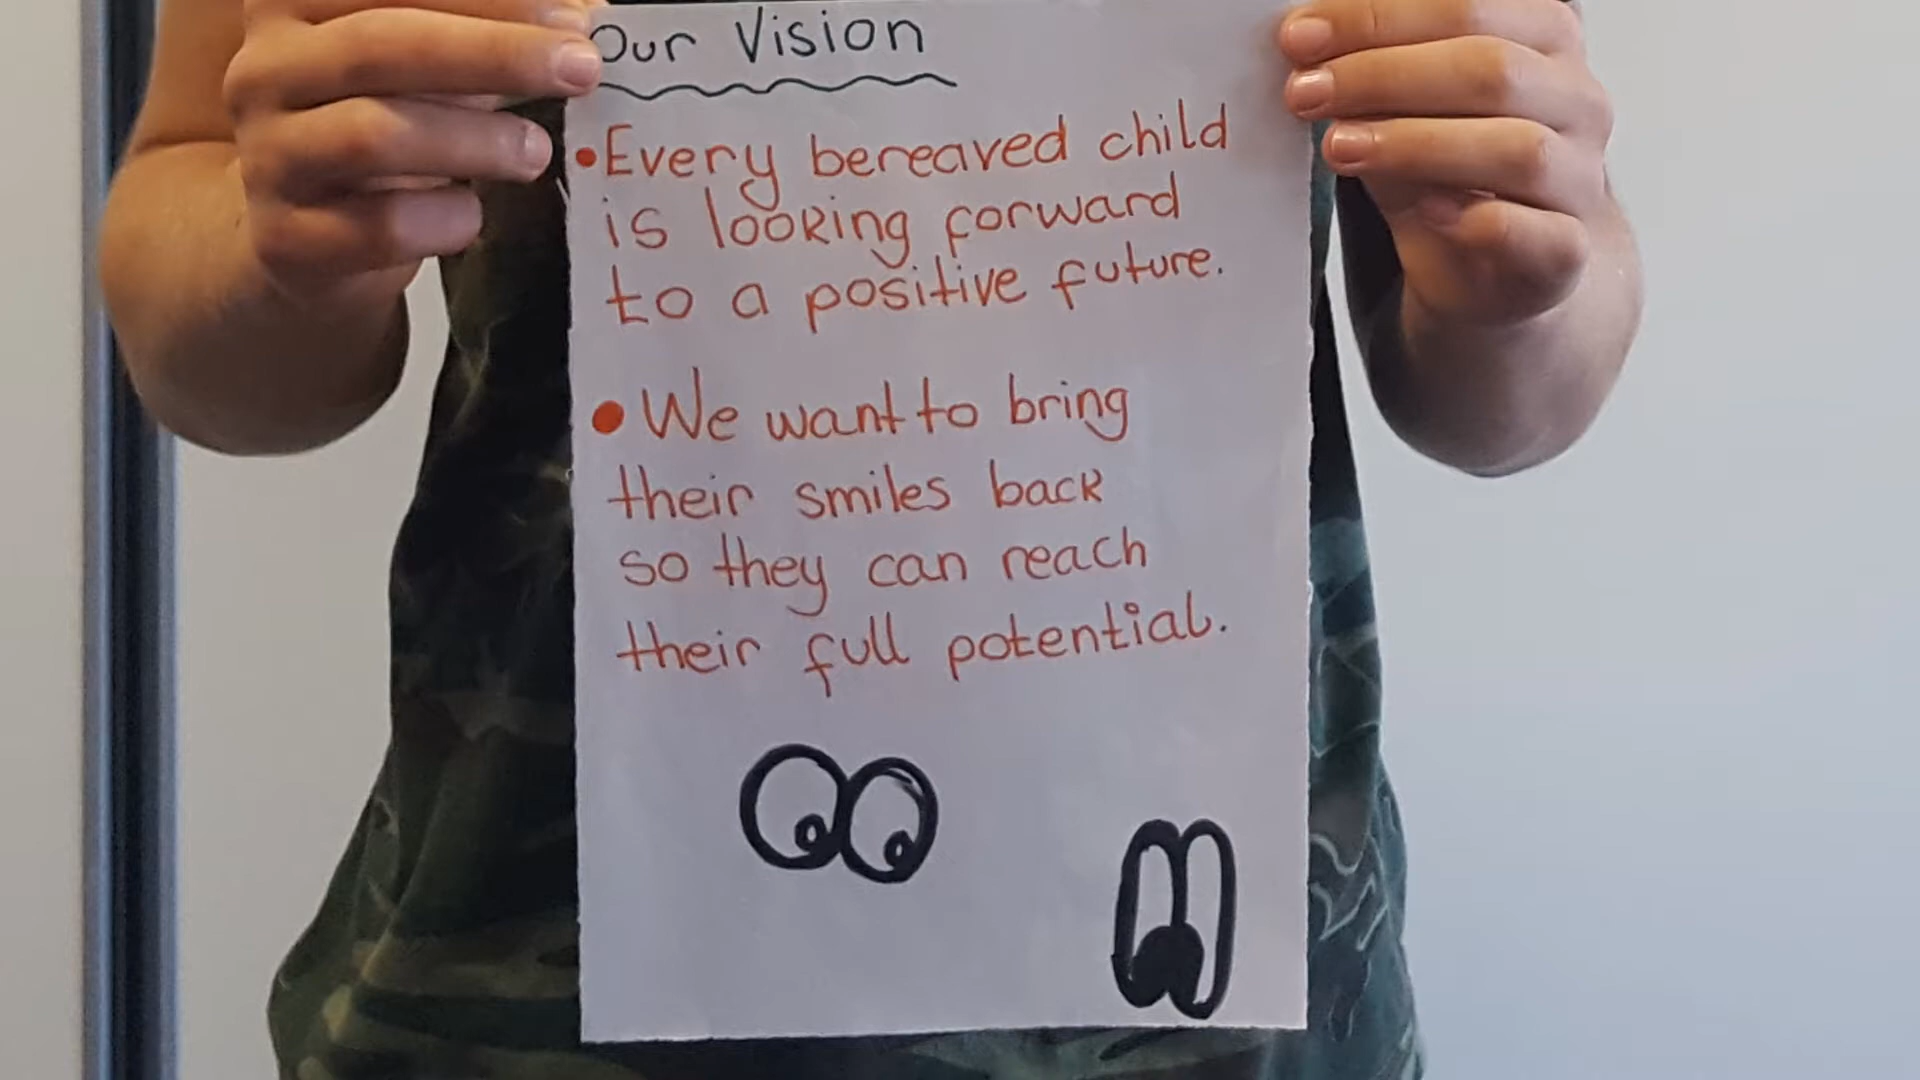 Our Vision
• Every bereaved child
is looking forward
to a positive future.
• We want to bring
their smiles back
so they can reach
their full potential.